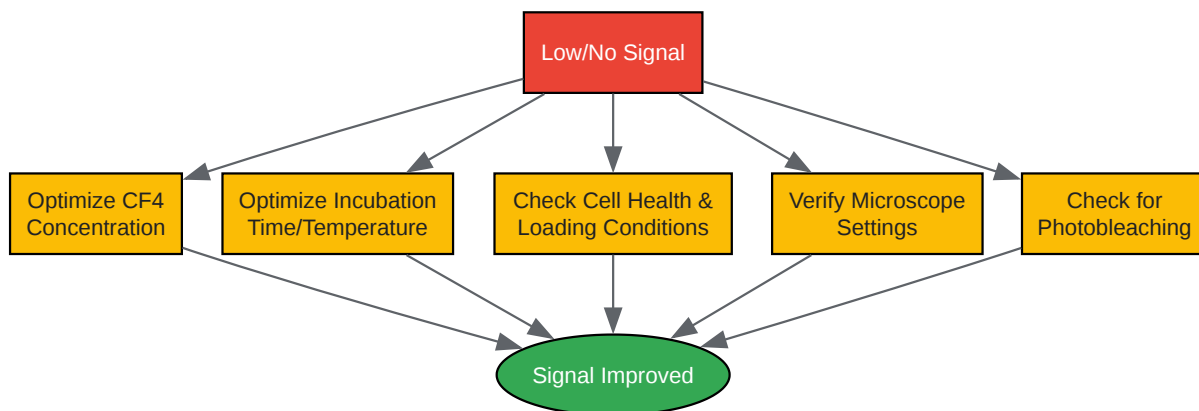 Low/No Signal
Optimize CF4
Concentration
Optimize Incubation
Time/Temperature
Check Cell Health &
Loading Conditions
Verify Microscope
Settings
Check for
Photobleaching
Signal Improved